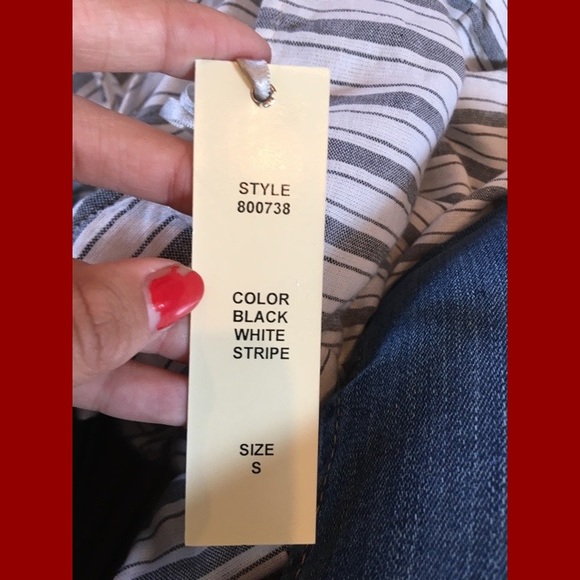 STYLE
800738
COLOR
BLACK
WHITE
STRIPE
SIZE
S